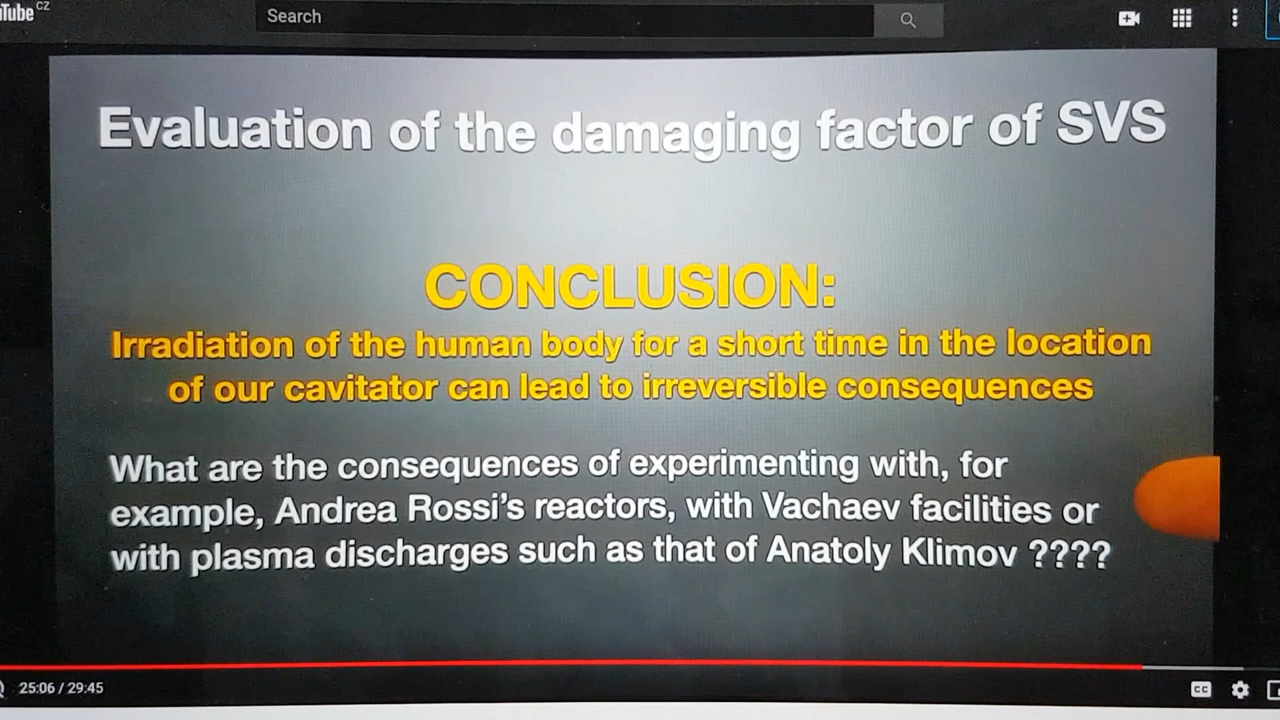 Tube CZ
Search
Evaluation of the damaging factor of SVS
CONCLUSION:
Irradiation of the human body for a short time in the location
of our cavitator can lead to irreversible consequences
What are the consequences of experimenting with, for
example, Andrea Rossi's reactors, with Vachaev facilities or
with plasma discharges such as that of Anatoly Klimov ????
25:06 / 29:45
CC